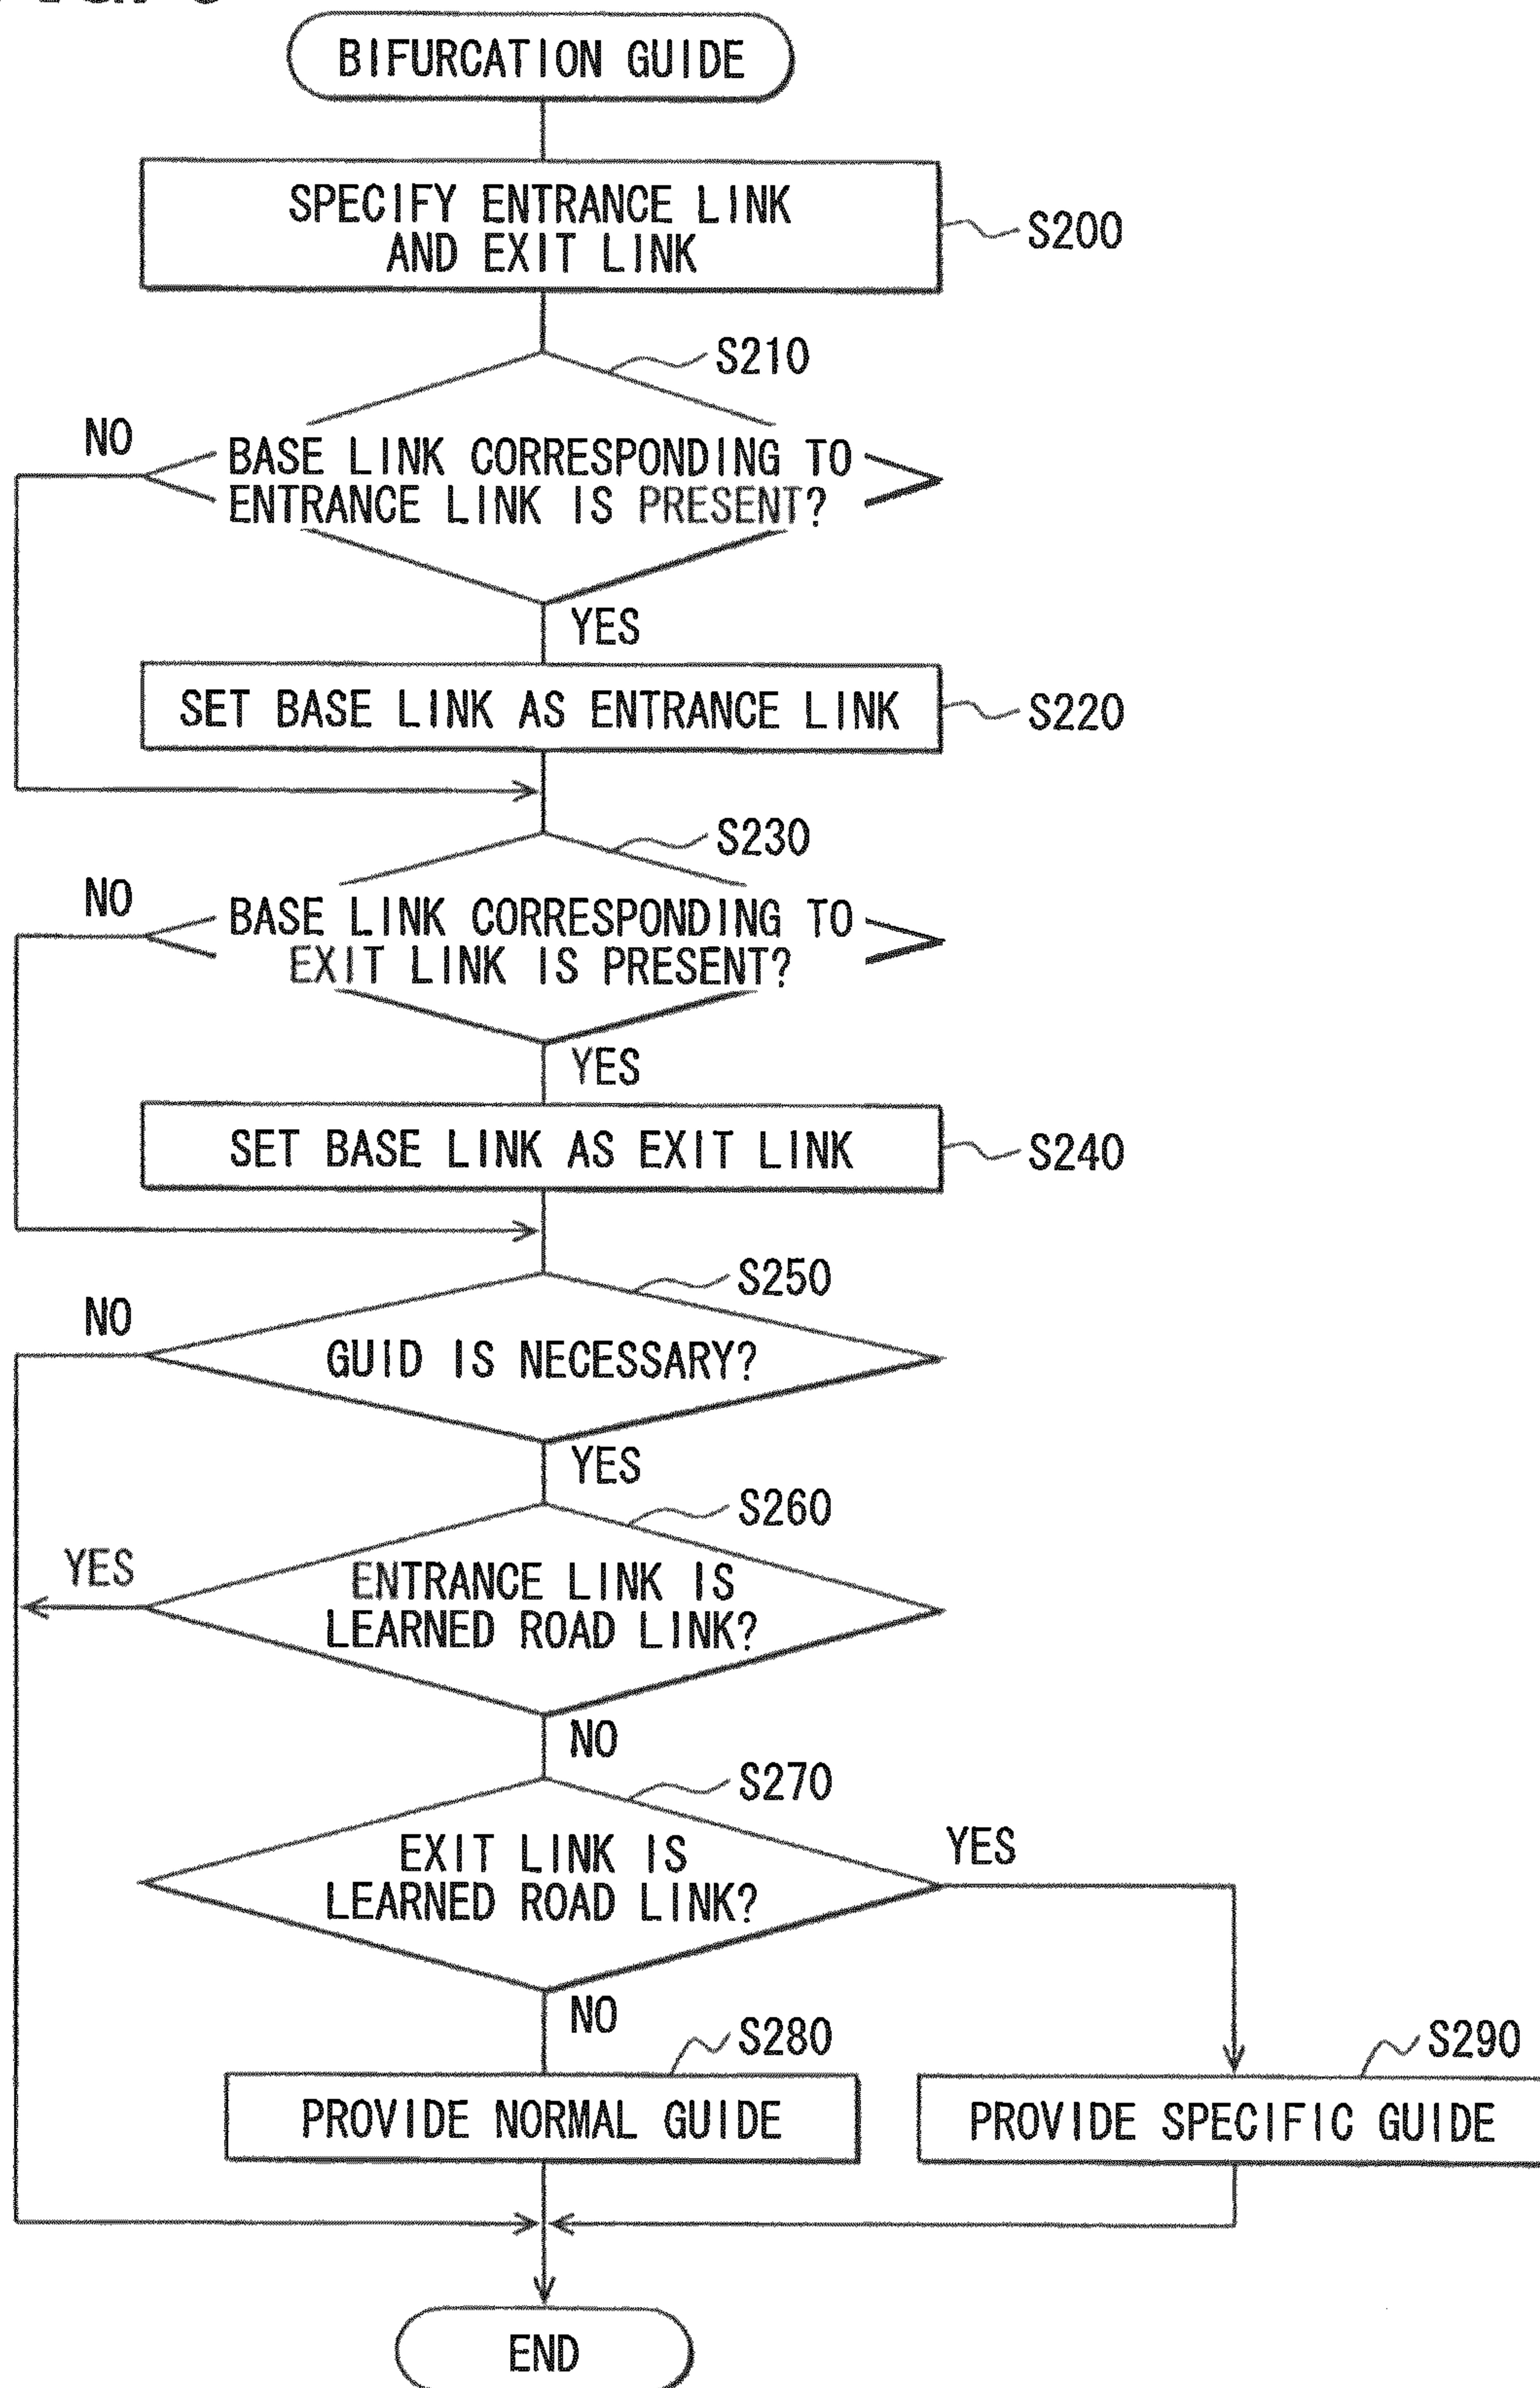 BIFURCATION GUIDE
SPECIFY ENTRANCE LINK
AND EXIT LINK
S200
S210
NO
BASE LINK CORRESPONDING TO
ENTRANCE LINK IS PRESENT?
YES
SET BASE LINK AS ENTRANCE LINK
S220
S230
NO
BASE LINK CORRESPONDING TO
EXIT LINK IS PRESENT?
YES
SET BASE LINK AS EXIT LINK
S240
S250
NO
GUID IS NECESSARY?
YES
S260
YES
ENTRANCE LINK IS
LEARNED ROAD LINK?
NO
S270
EXIT LINK IS
LEARNED ROAD LINK?
YES
NO
S280
S290
PROVIDE NORMAL GUIDE
PROVIDE SPECIFIC GUIDE
END